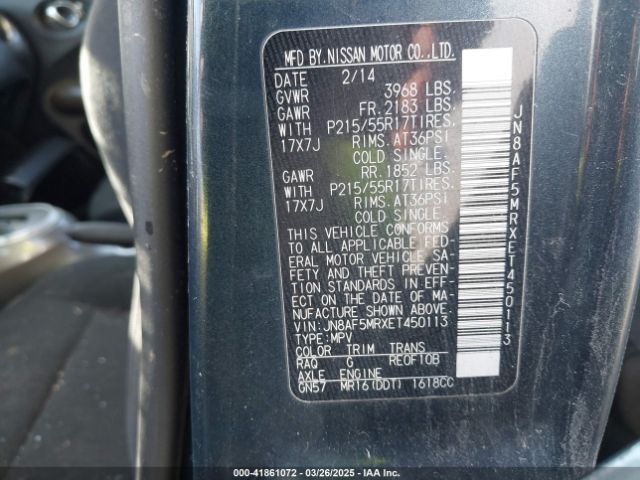 MFD BY.NISSAN MOTOR CO.,LTD.
DATE 2/14
GVWR 3968 LBS.
GAWR FR.2183 LBS.
WITH P215/55R17TIRES.
17X7J RIMS.AT36PSI
COLD SINGLE.
GAWR RR.1852 LBS.
WITH P215/55R17TIRES.
17X7J RIMS.AT36PSI
COLD SINGLE.
THIS VEHICLE CONFORMS
TO ALL APPLICABLE FED-
ERAL MOTOR VEHICLE SA-
FETY AND THEFT PREVEN-
TION STANDARDS IN EFF-
ECT ON THE DATE OF MA-
NUFACTURE SHOWN ABOVE.
VIN:JN8AF5MRXET450113
TYPE:MPV
COLOR TRIM TRANS
RAQ G RE0F10B
AXLE ENGINE
GN57 MR16(DDT) 1618CC
JN8AF5MRXET450113
000-41861072 — 03/26/2025 - IAA Inc.